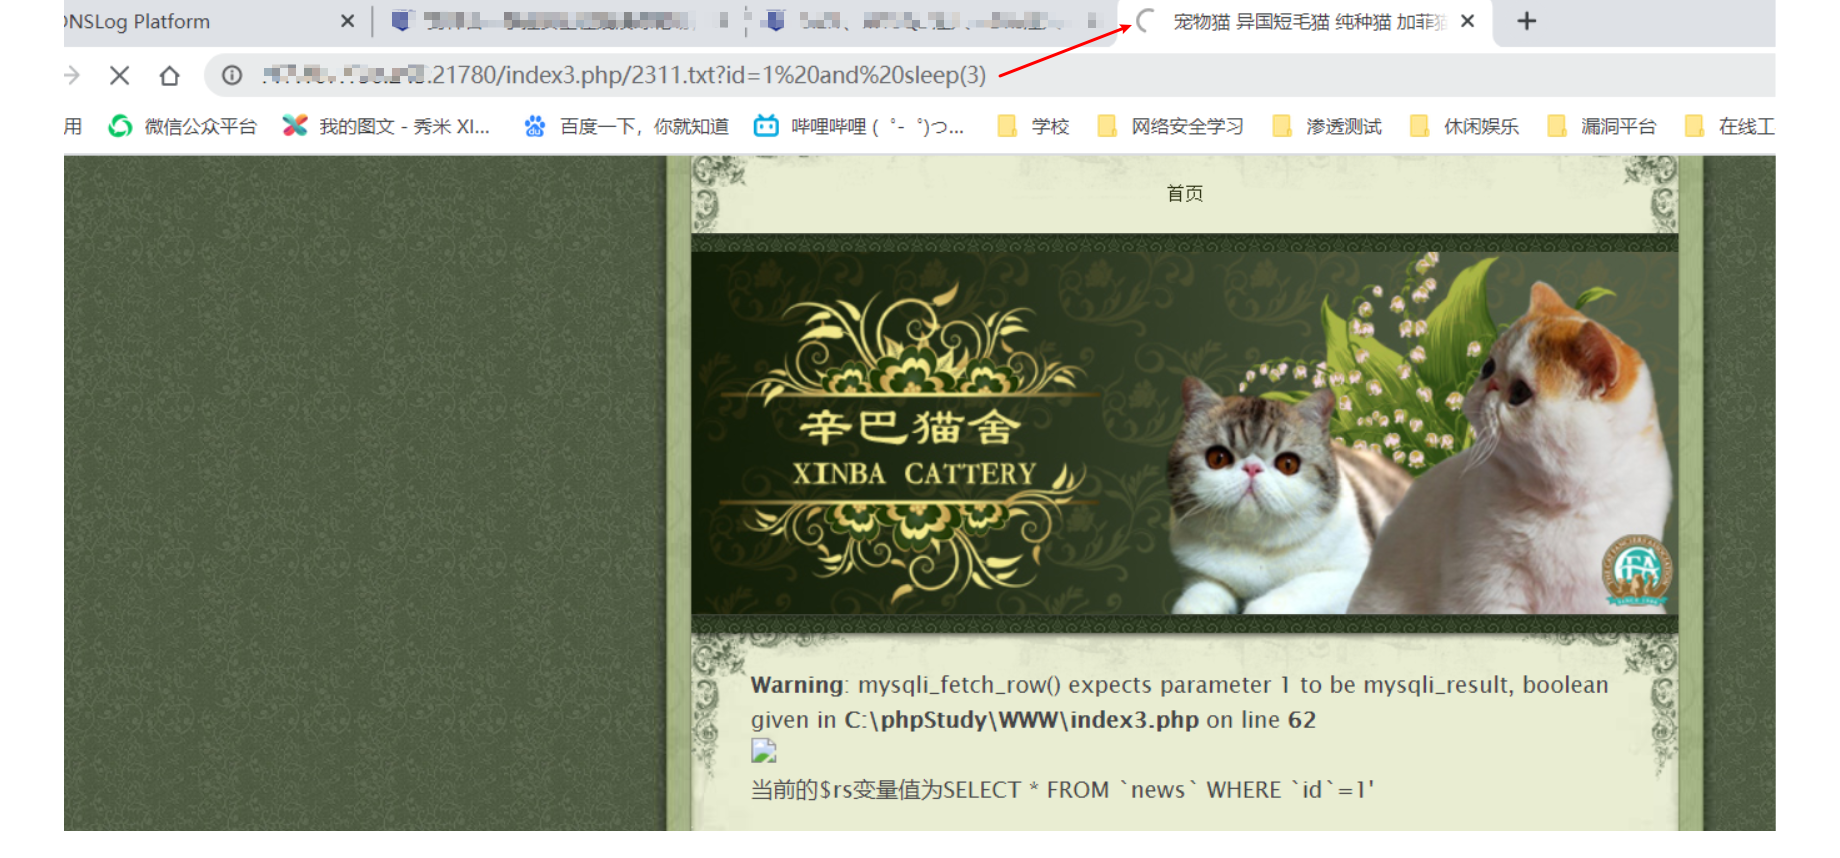 NSLog Platform
宠物猫 异国短毛猫 纯种猫 加菲猫
21780/index3.php/2311.txt?id=1%20and%20sleep(3)
用 微信公众平台 我的图文 - 秀米 XI... 百度一下，你就知道 哔哩哔哩 ( ゜- ゜)つ... 学校 网络安全学习 渗透测试 休闲娱乐 漏洞平台 在线工
首页
辛巴猫舍
XINBA CATTERY
Warning: mysqli_fetch_row() expects parameter 1 to be mysqli_result, boolean
given in C:\phpStudy\WWW\index3.php on line 62
当前的$rs变量值为SELECT * FROM `news` WHERE `id`=1'